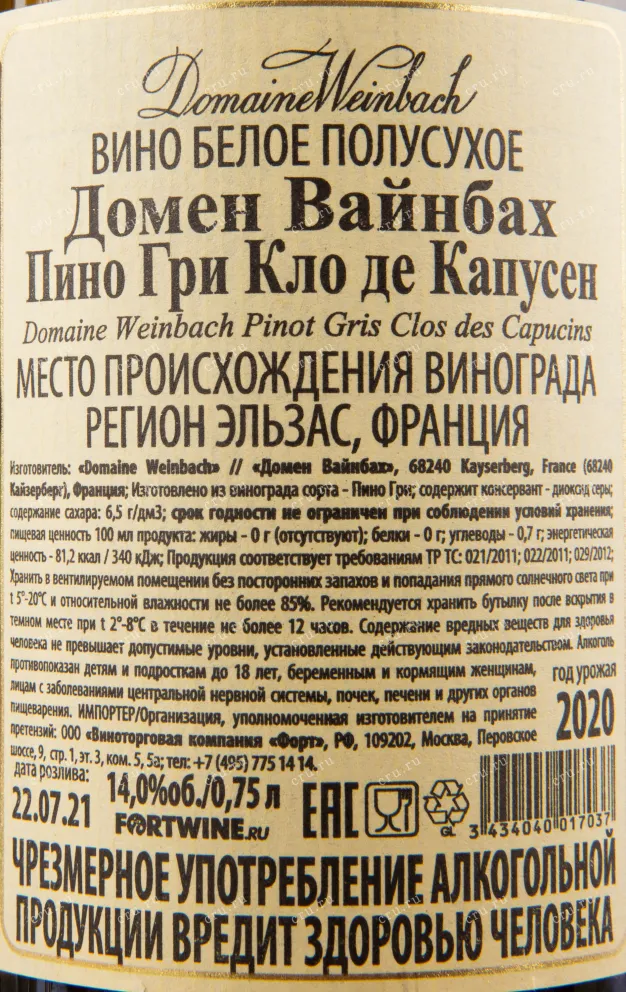 Domaine Weinbach
ВИНО БЕЛОЕ ПОЛУСУХОЕ
Домен Вайнбах
Пино Гри Кло де Капусен
Domaine Weinbach Pinot Gris Clos des Capucins
МЕСТО ПРОИСХОЖДЕНИЯ ВИНОГРАДА
РЕГИОН ЭЛЬЗАС, ФРАНЦИЯ
Изготовитель: «Domaine Weinbach» // «Домен Вайнбах», 68240 Kayserberg, France (68240
Кайзерберг), Франция; Изготовлено из винограда сорта - Пино Гри; содержит консервант - диоксид серы;
содержание сахара: 6,5 г/дм3; срок годности не ограничен при соблюдении условий хранения;
пищевая ценность 100 мл продукта: жиры - 0 г (отсутствуют); белки - 0 г; углеводы - 0,7 г; энергетическая
ценность - 81,2 ккал / 340 кДж; Продукция соответствует требованиям ТР ТС: 021/2011; 022/2011; 029/2012;
Хранить в вентилируемом помещении без посторонних запахов и попадания прямого солнечного света при
t 5°-20°С и относительной влажности не более 85%. Рекомендуется хранить бутылку после вскрытия в
темном месте при t 2°-8°С в течение не более 12 часов. Содержание вредных веществ для здоровья
человека не превышает допустимые уровни, установленные действующим законодательством. Алкоголь
противопоказан детям и подросткам до 18 лет, беременным и кормящим женщинам,
лицам с заболеваниями центральной нервной системы, почек, печени и других органов
пищеварения. ИМПОРТЕР/Организация, уполномоченная изготовителем на принятие
претензий: ООО «Виноторговая компания «Форт», РФ, 109202, Москва, Перовское
шоссе, 9, стр. 1, эт. 3, ком. 5, 5а; тел: +7 (495) 775 14 14.
год урожая
2020
дата розлива:
22.07.21
14,0%об./0,75 л
FORTWINE.RU
EAC
GL
3 434040 017037
ЧРЕЗМЕРНОЕ УПОТРЕБЛЕНИЕ АЛКОГОЛЬНОЙ
ПРОДУКЦИИ ВРЕДИТ ЗДОРОВЬЮ ЧЕЛОВЕКА